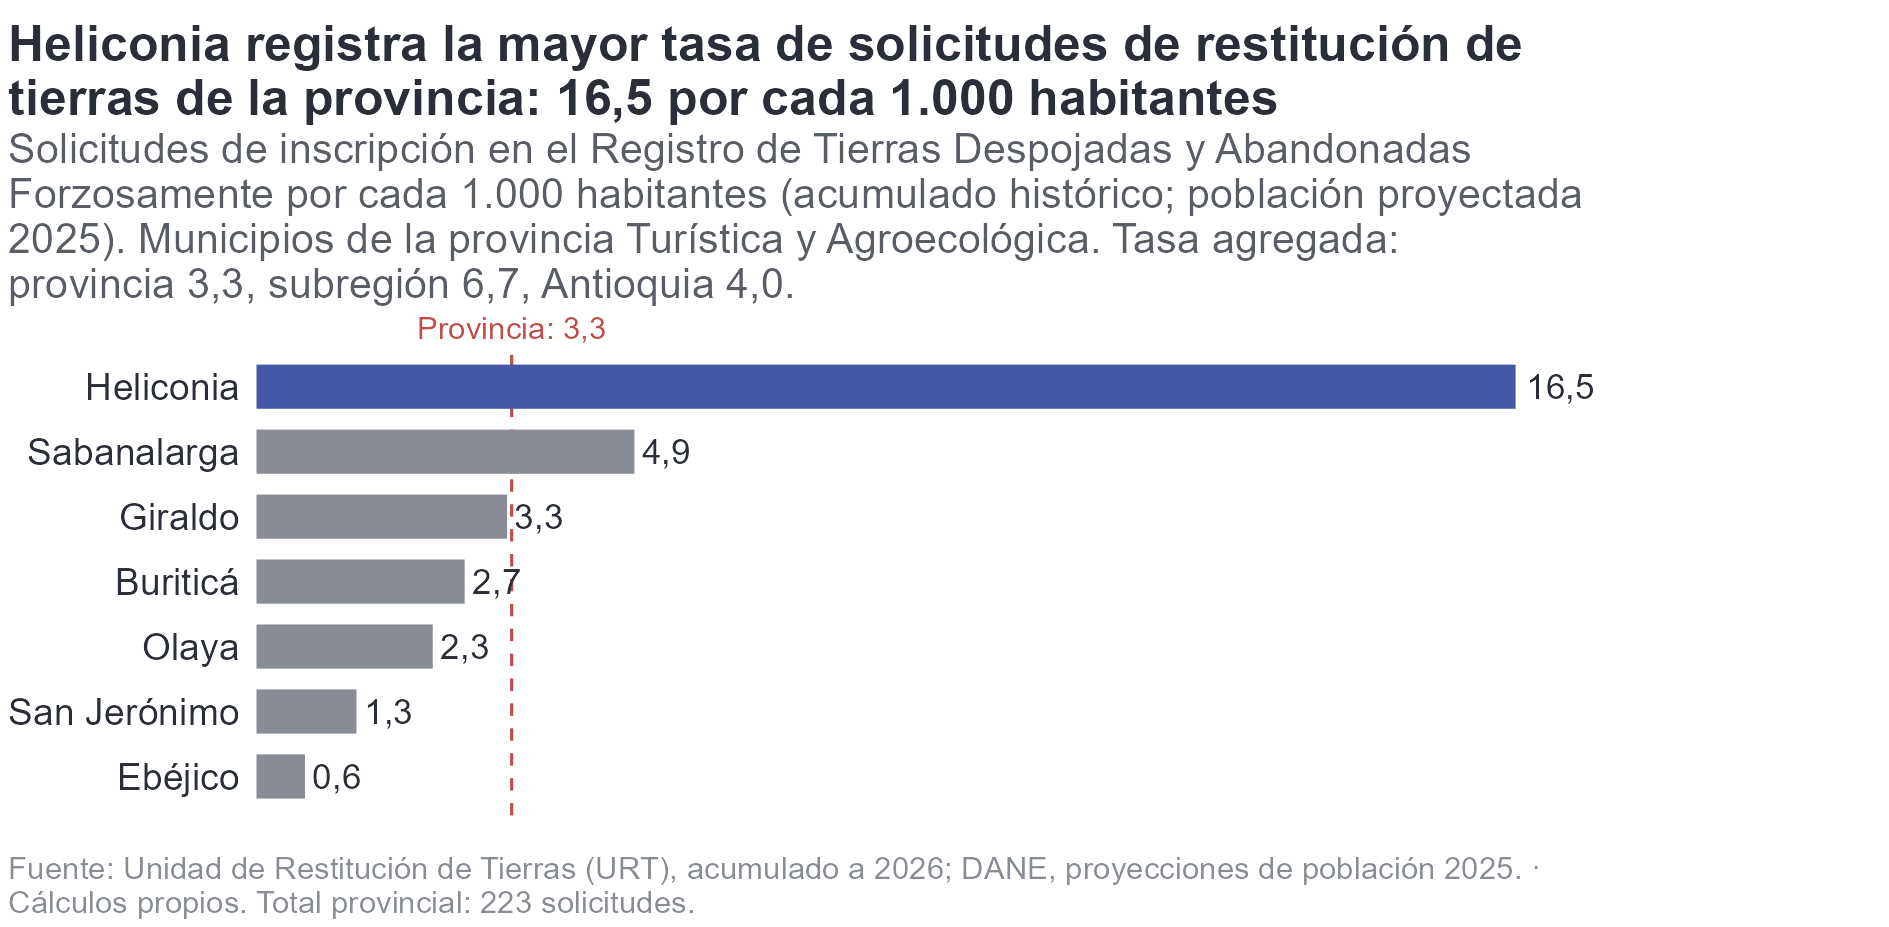 Heliconia registra la mayor tasa de solicitudes de restitución de
tierras de la provincia: 16,5 por cada 1.000 habitantes
Solicitudes de inscripción en el Registro de Tierras Despojadas y Abandonadas
Forzosamente por cada 1.000 habitantes (acumulado histórico; población proyectada
2025). Municipios de la provincia Turística y Agroecológica. Tasa agregada:
provincia 3,3, subregión 6,7, Antioquia 4,0.
Provincia: 3,3
Heliconia 16,5
Sabanalarga 4,9
Giraldo 3,3
Buriticá 2,7
Olaya 2,3
San Jerónimo 1,3
Ebéjico 0,6
Fuente: Unidad de Restitución de Tierras (URT), acumulado a 2026; DANE, proyecciones de población 2025. ·
Cálculos propios. Total provincial: 223 solicitudes.